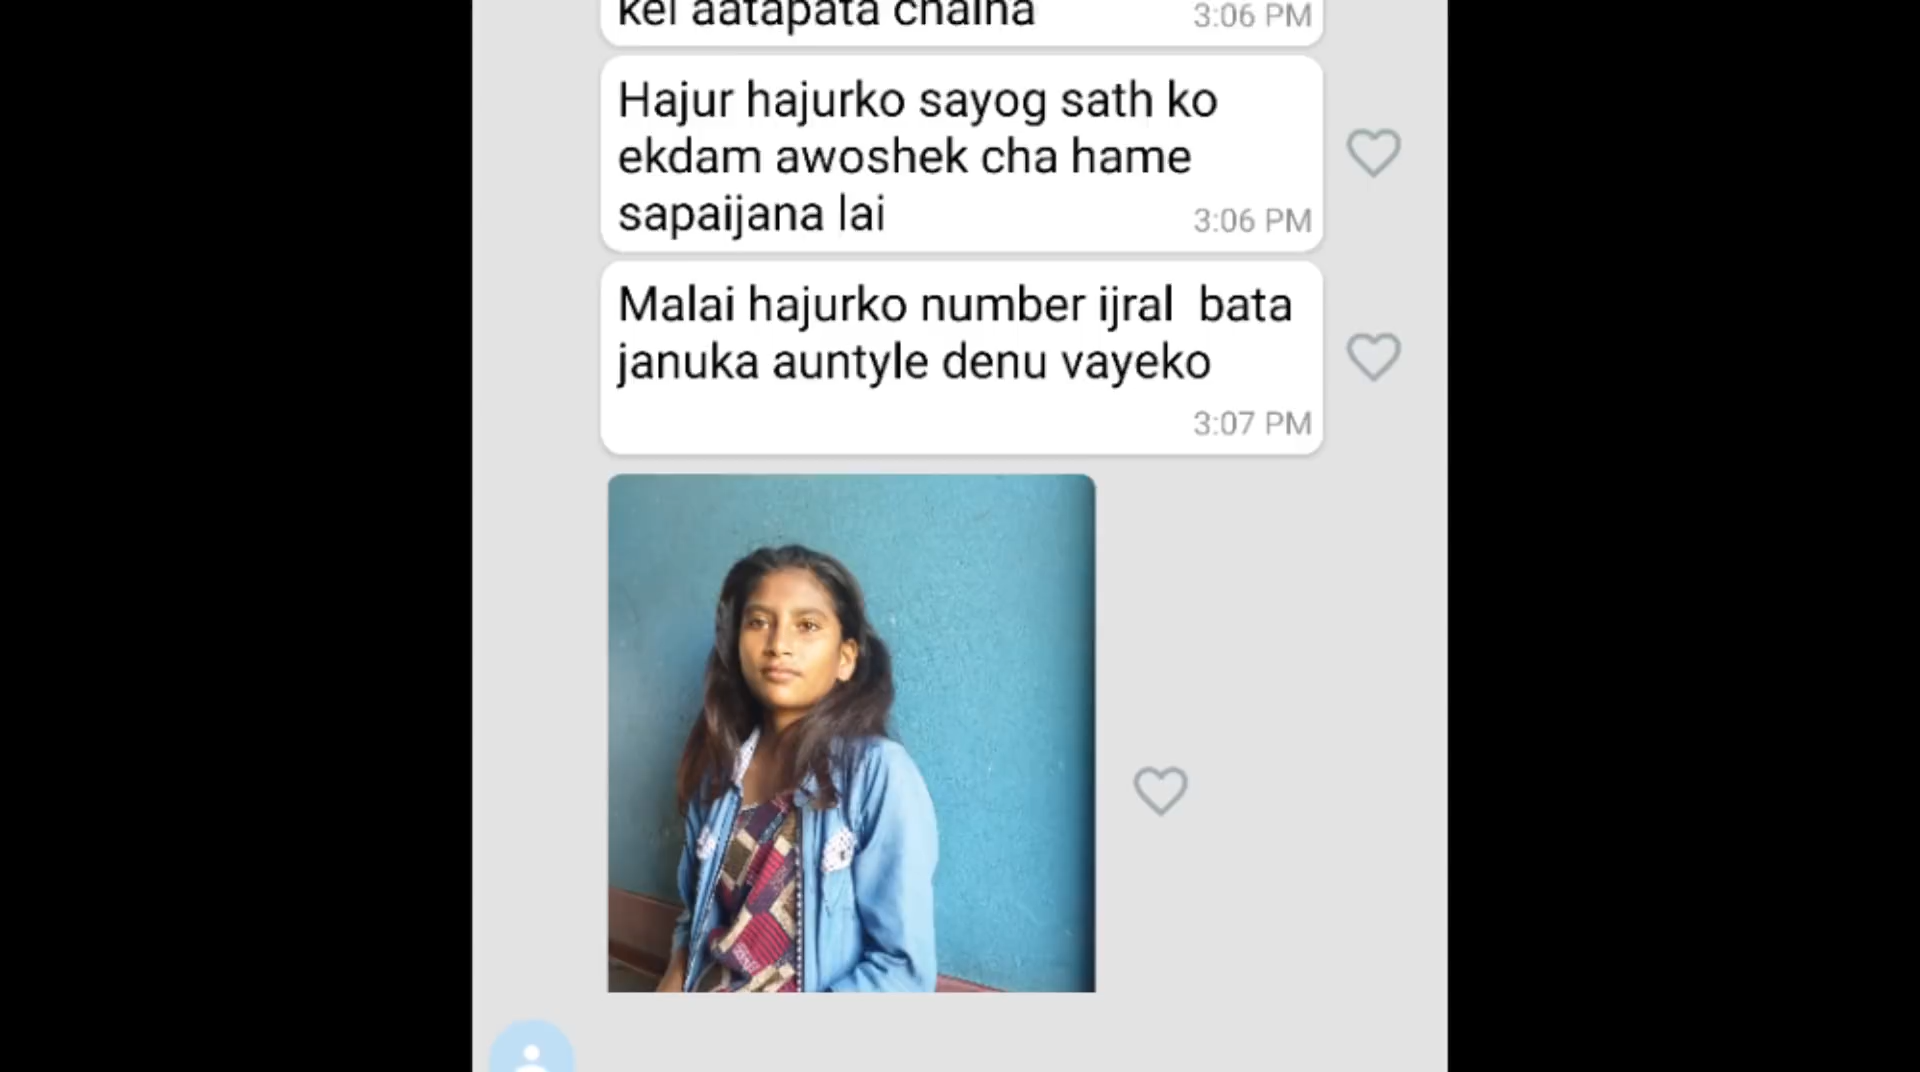 kei aatapata chaina
3:06 PM
Hajur hajurko sayog sath ko
ekdam awoshek cha hame
sapaijana lai
3:06 PM
Malai hajurko number ijral bata
januka auntyle denu vayeko
3:07 PM